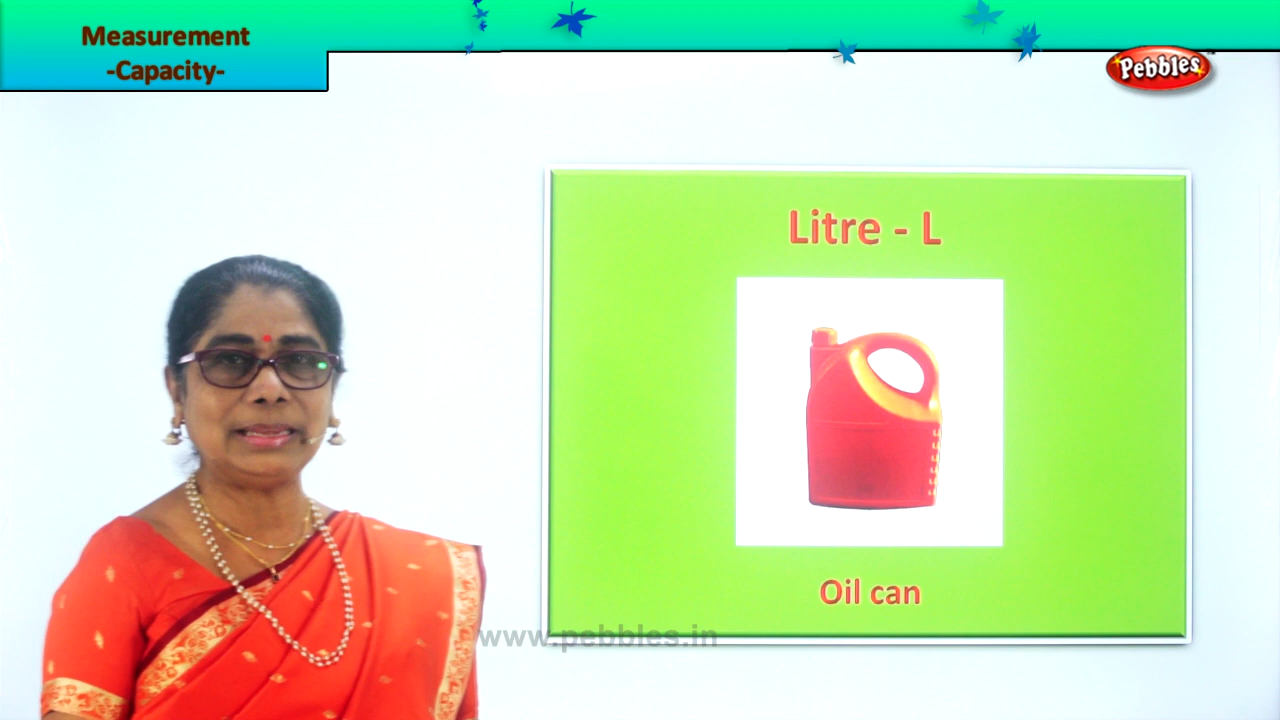 Measurement
-Capacity-
Pebbles
Litre - L
Oil can
www.pebbles.in